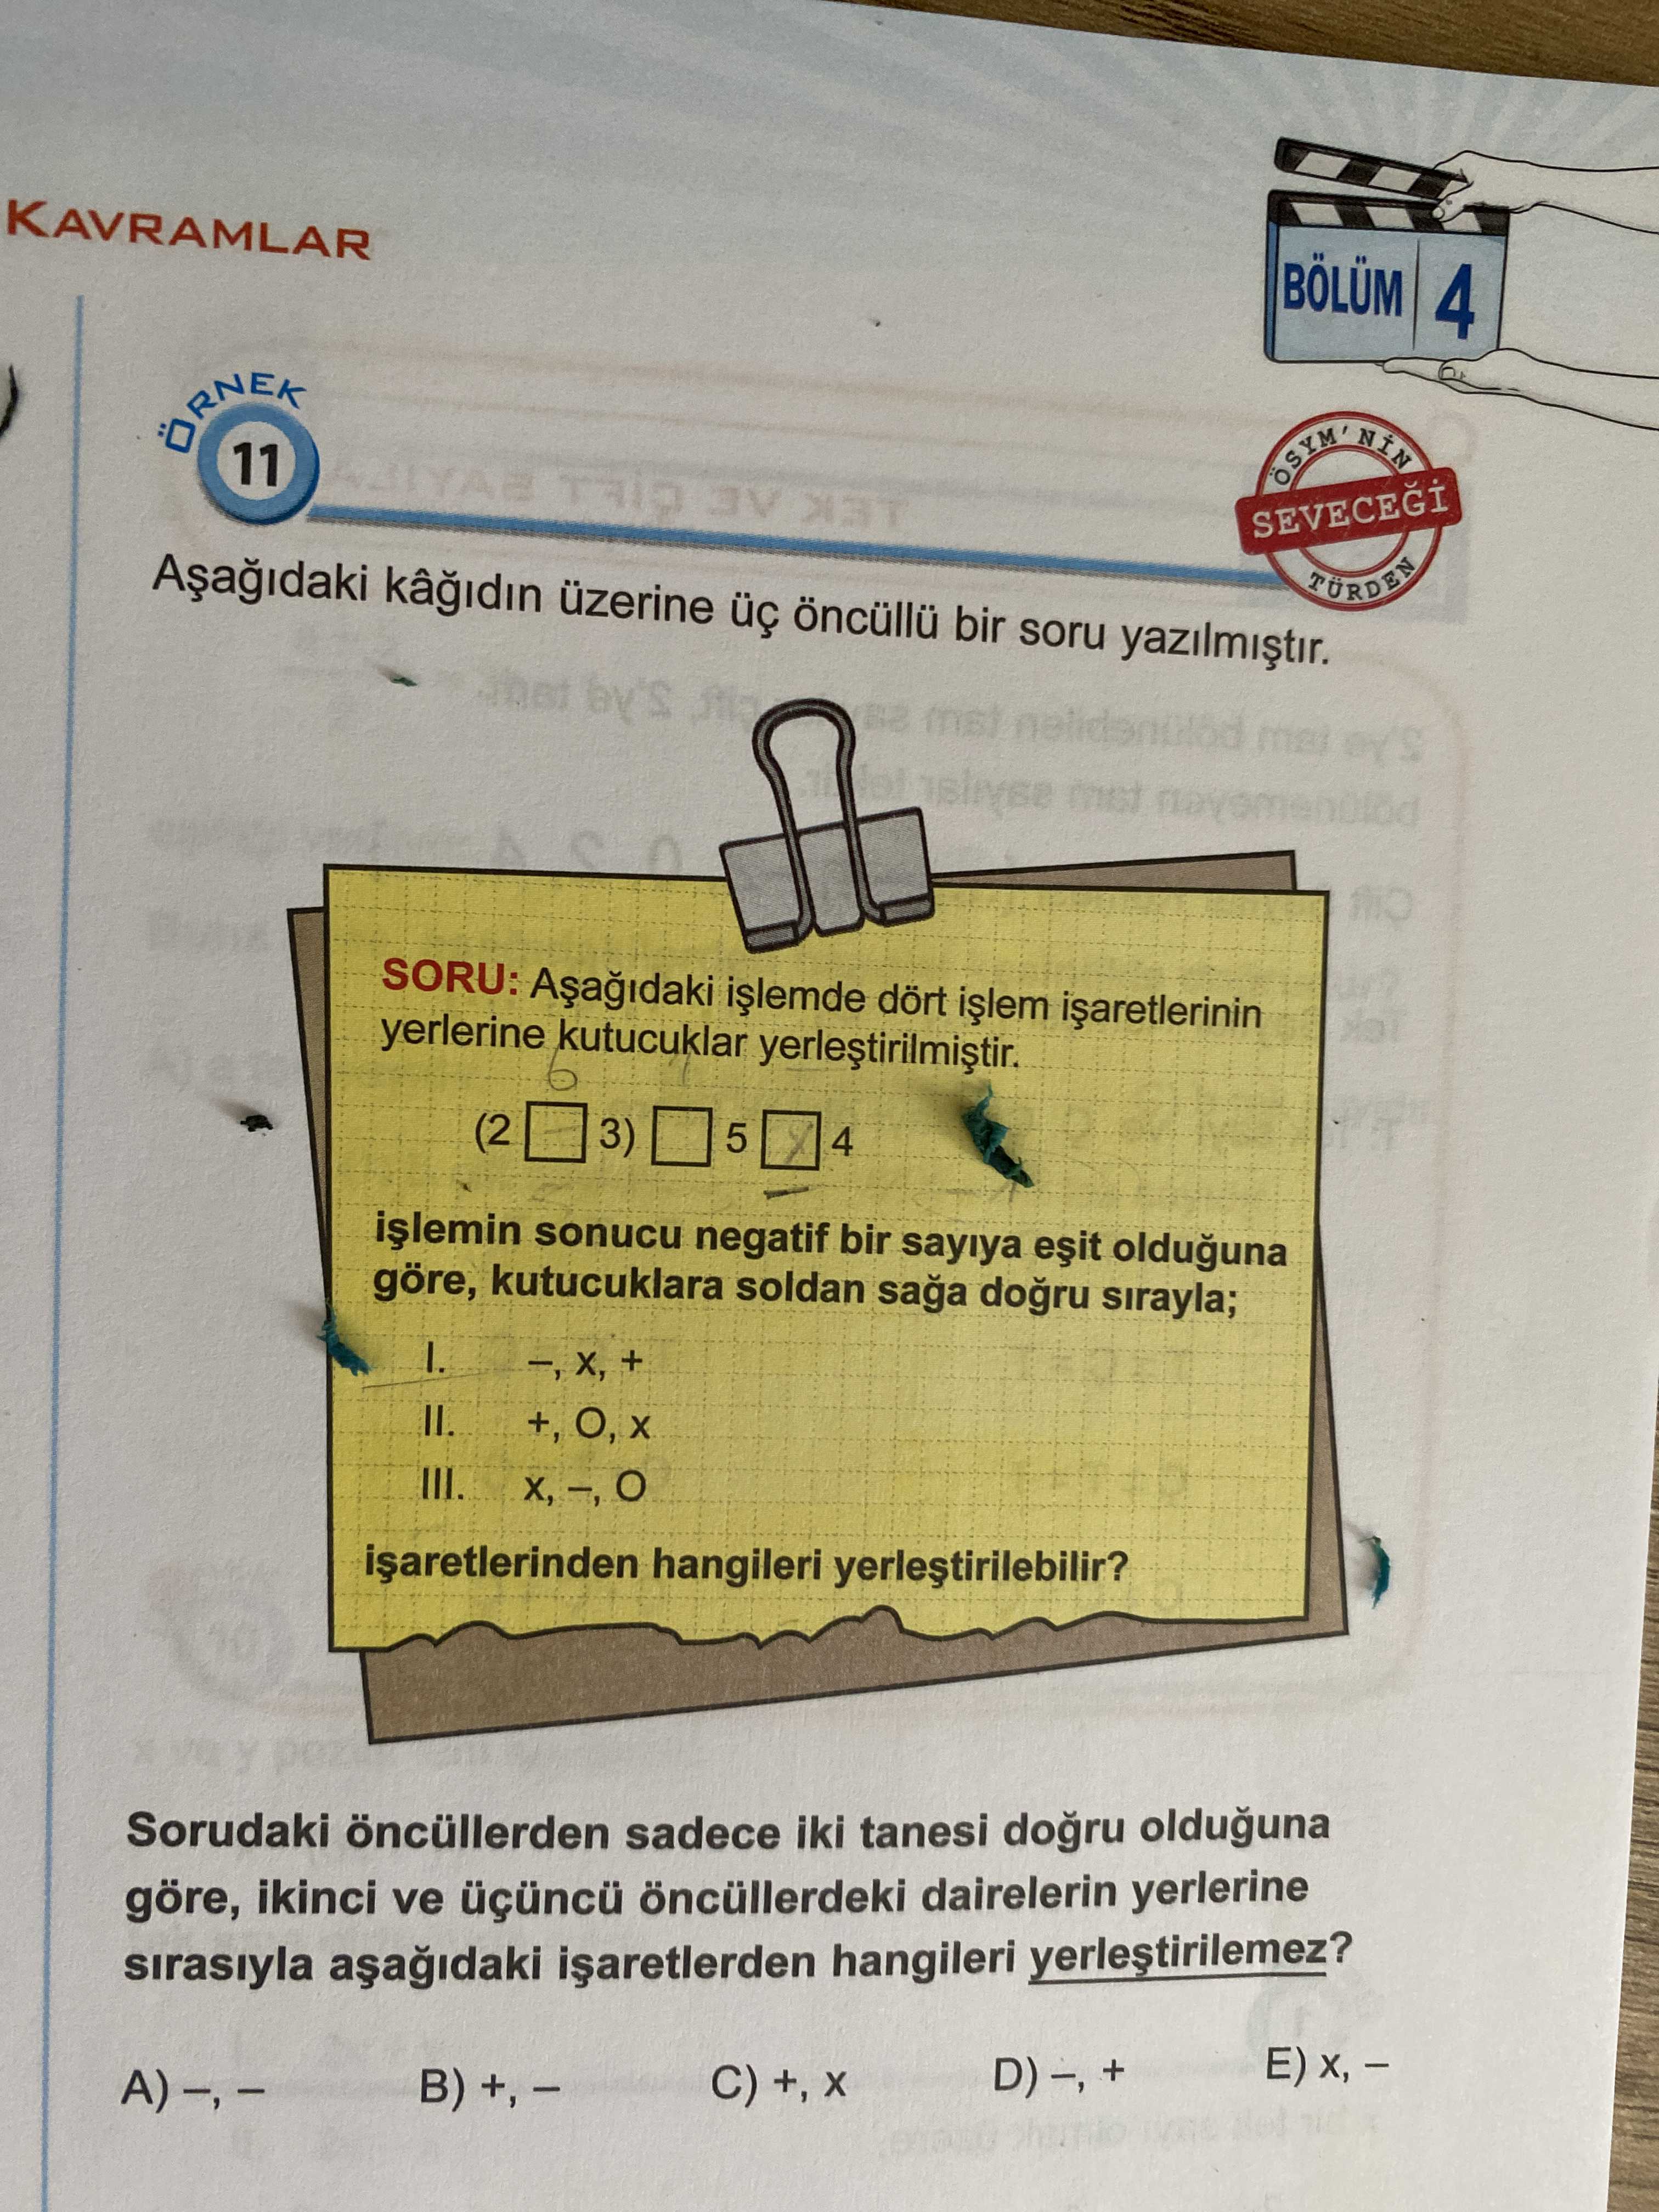 KAVRAMLAR
BÖLÜM 4
ÖRNEK
11
ÖSYM'NİN
SEVECEĞİ
TÜRDEN
Aşağıdaki kâğıdın üzerine üç öncüllü bir soru yazılmıştır.
SORU: Aşağıdaki işlemde dört işlem işaretlerinin
yerlerine kutucuklar yerleştirilmiştir.
(2 □ 3) □ 5 □ 4
işlemin sonucu negatif bir sayıya eşit olduğuna
göre, kutucuklara soldan sağa doğru sırayla;
I. –, x, +
II. +, O, x
III. x, –, O
işaretlerinden hangileri yerleştirilebilir?
Sorudaki öncüllerden sadece iki tanesi doğru olduğuna
göre, ikinci ve üçüncü öncüllerdeki dairelerin yerlerine
sırasıyla aşağıdaki işaretlerden hangileri yerleştirilemez?
A) –, – B) +, – C) +, x D) –, + E) x, –